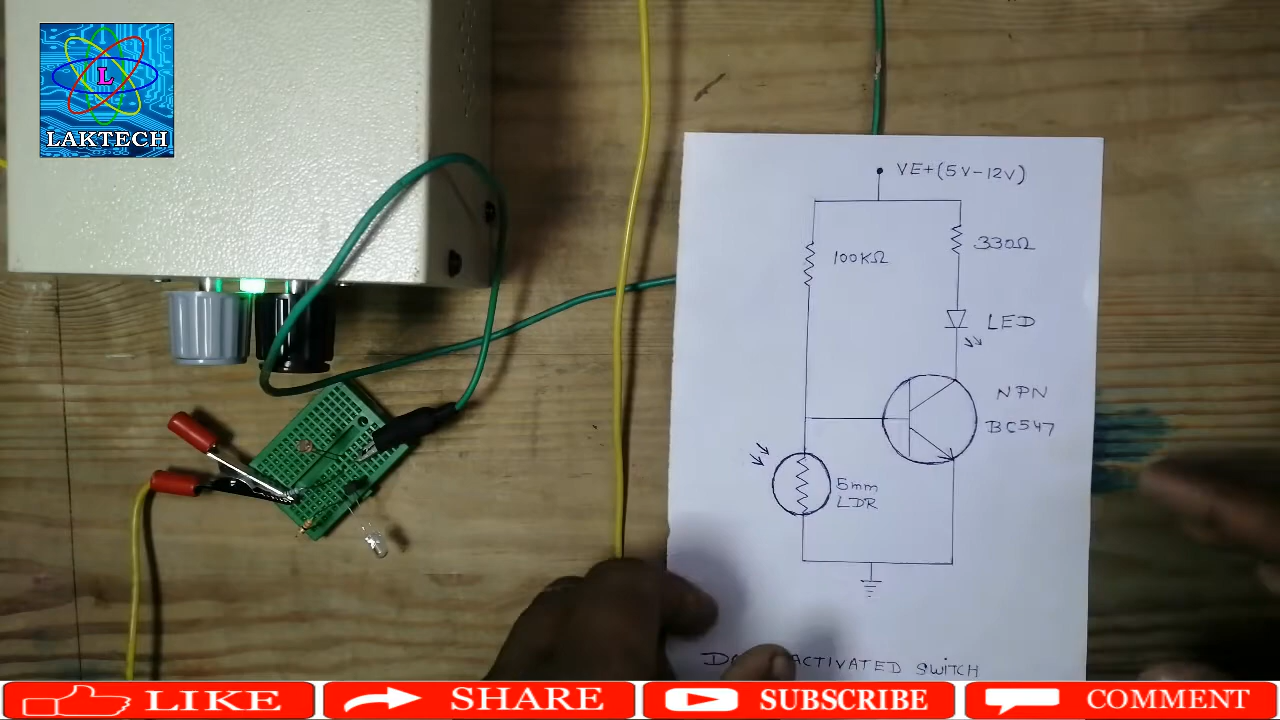 L
LAKTECH
VE+(5V-12V)
100KΩ
330Ω
LED
NPN
BC547
5mm
LDR
ACTIVATED SWITCH
LIKE
SHARE
SUBSCRIBE
COMMENT